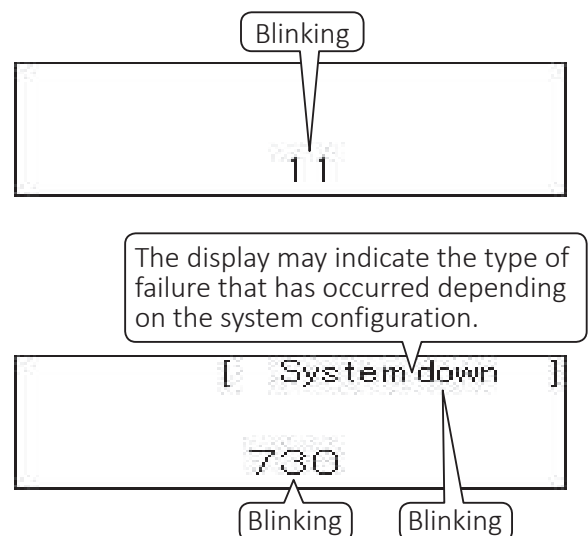 Blinking
11
The display may indicate the type of
failure that has occurred depending
on the system configuration.
[ System down ]
730
Blinking Blinking